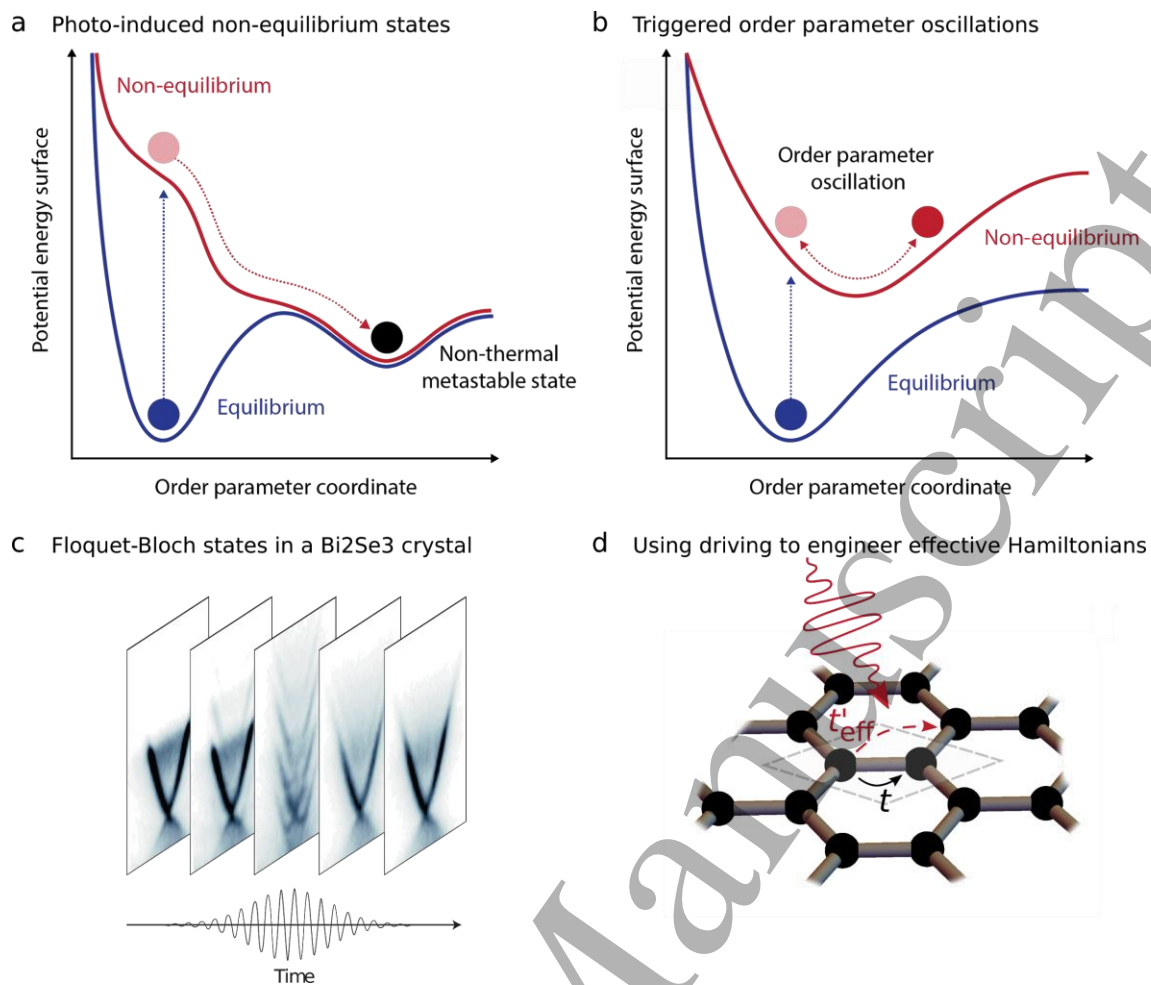 a Photo-induced non-equilibrium states
Potential energy surface
Non-equilibrium
Equilibrium
Non-thermal
metastable state
Order parameter coordinate
b Triggered order parameter oscillations
Potential energy surface
Order parameter
oscillation
Non-equilibrium
Equilibrium
Order parameter coordinate
c Floquet-Bloch states in a Bi2Se3 crystal
Time
d Using driving to engineer effective Hamiltonians
t'eff
t
Manuscript